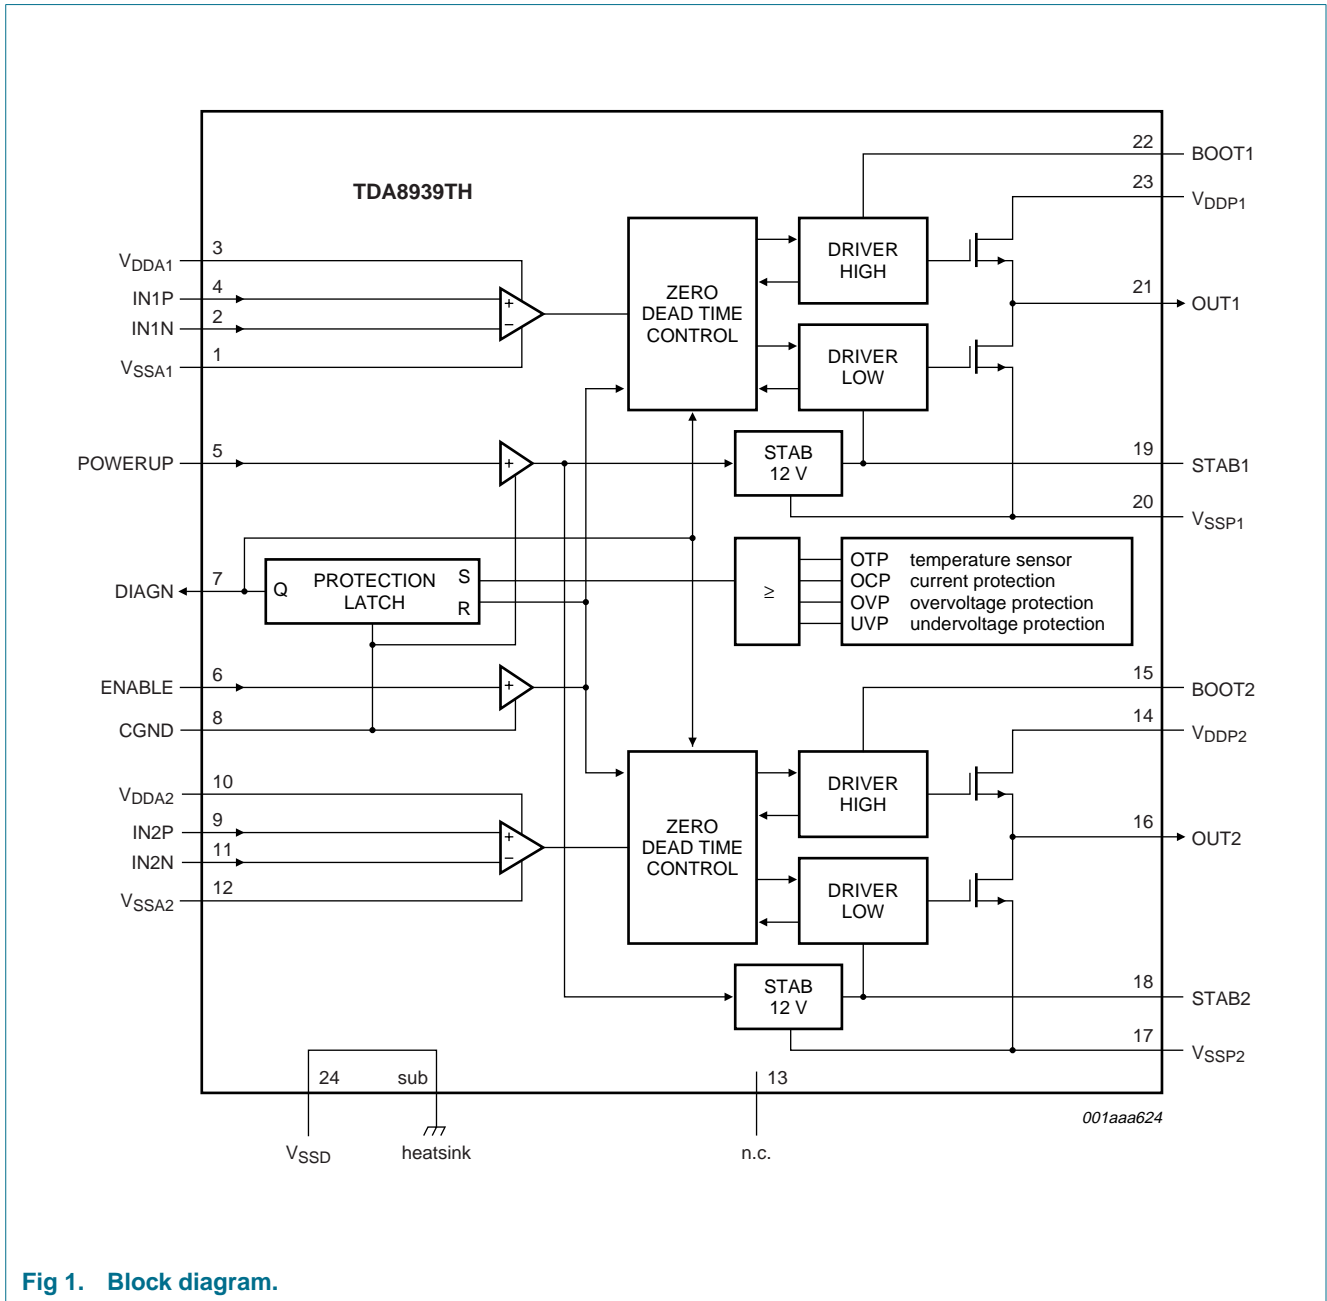 22
BOOT1
23
VDDP1
TDA8939TH
3
VDDA1
4
IN1P
2
IN1N
1
VSSA1
+
−
ZERO
DEAD TIME
CONTROL
DRIVER
HIGH
21
OUT1
DRIVER
LOW
5
POWERUP
+
STAB
12 V
19
STAB1
20
VSSP1
7
DIAGN
Q
PROTECTION
LATCH
S
R
≥
OTP temperature sensor
OCP current protection
OVP overvoltage protection
UVP undervoltage protection
6
ENABLE
+
8
CGND
15
BOOT2
14
VDDP2
10
VDDA2
9
IN2P
11
IN2N
12
VSSA2
+
−
ZERO
DEAD TIME
CONTROL
DRIVER
HIGH
16
OUT2
DRIVER
LOW
STAB
12 V
18
STAB2
17
VSSP2
24
sub
13
VSSD
heatsink
n.c.
001aaa624
Fig 1. Block diagram.